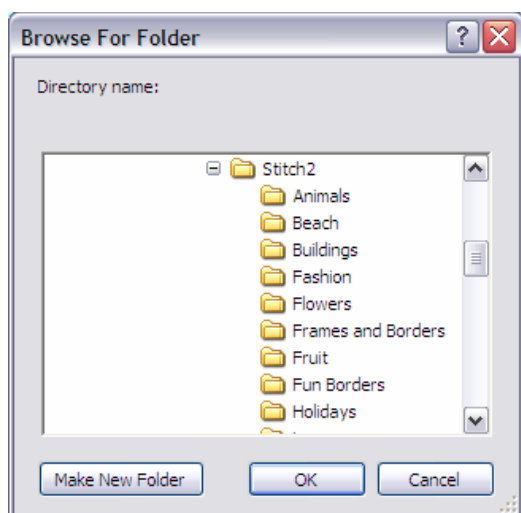 Browse For Folder
Directory name:
Stitch2
Animals
Beach
Buildings
Fashion
Flowers
Frames and Borders
Fruit
Fun Borders
Holidays
Make New Folder OK Cancel